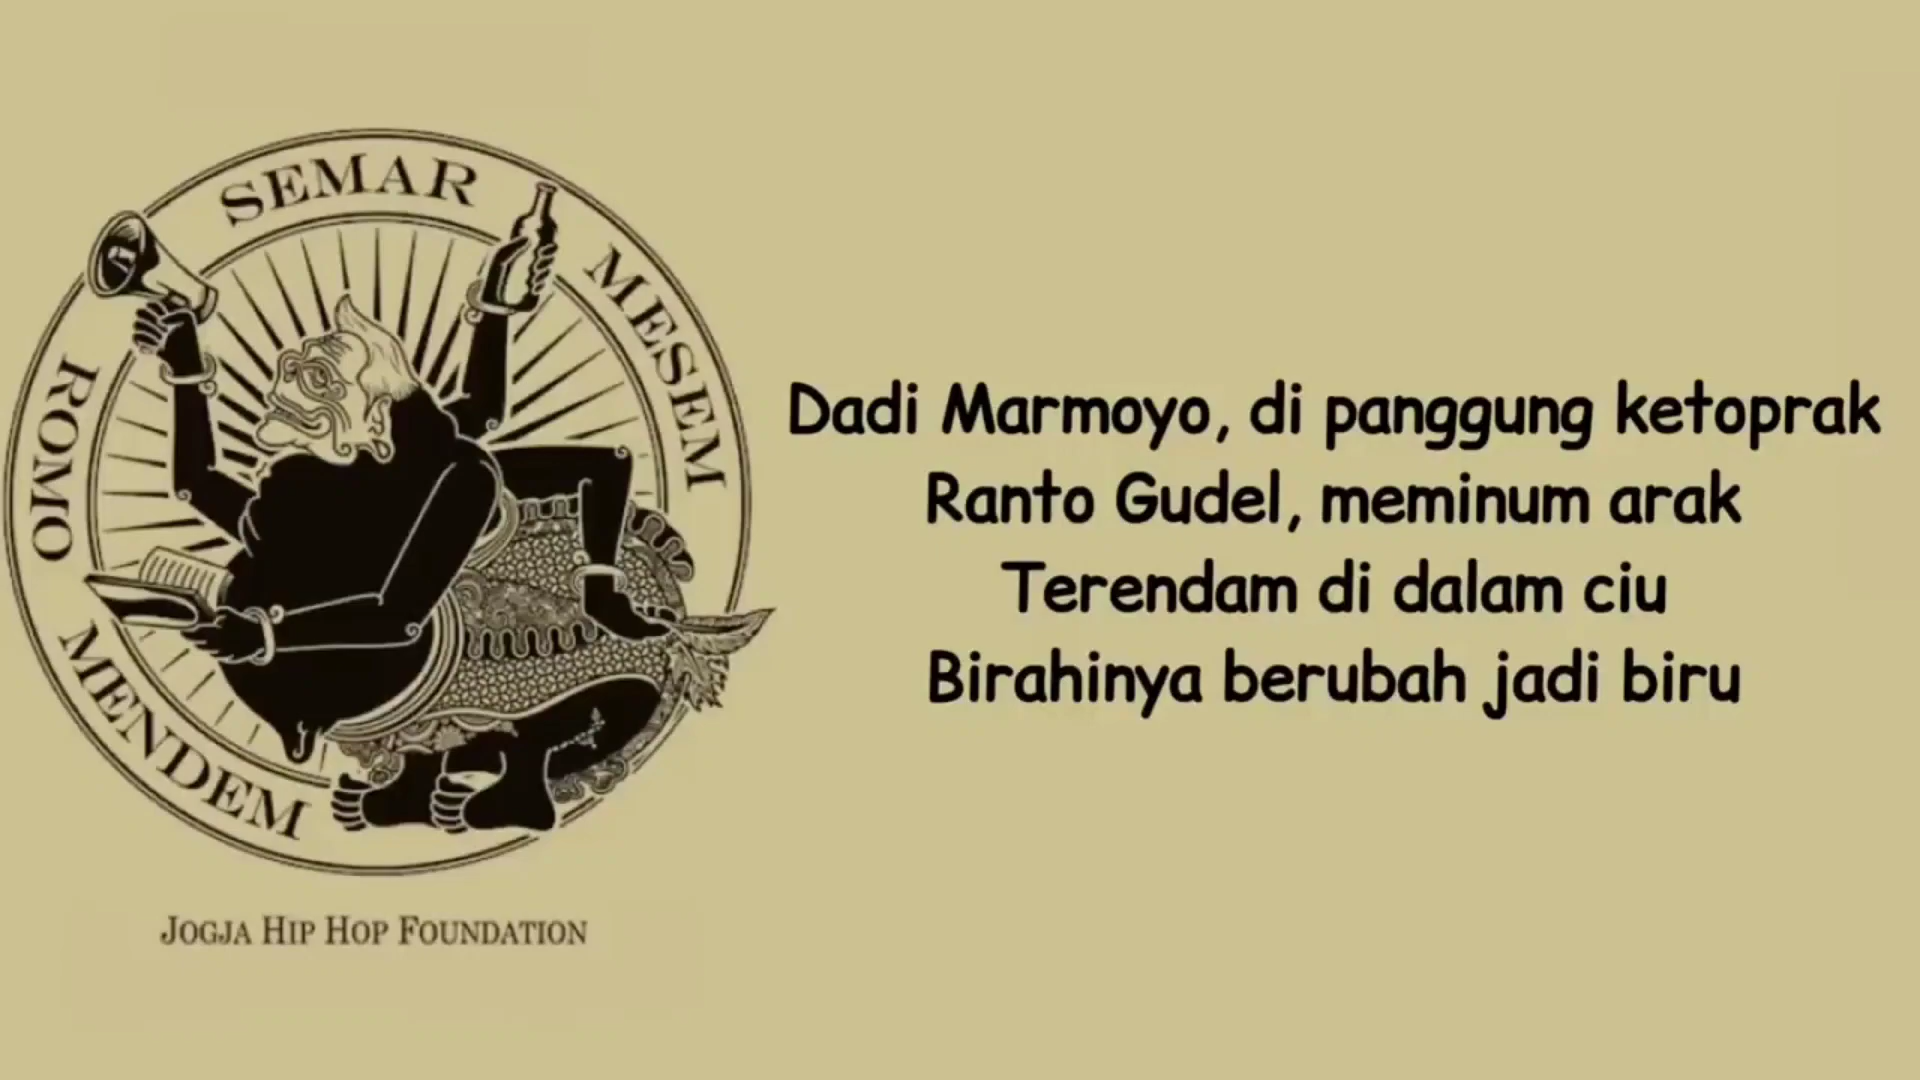 SEMAR
MESEM
ROMO
MENDEM
JOGJA HIP HOP FOUNDATION
Dadi Marmoyo, di panggung ketoprak
Ranto Gudel, meminum arak
Terendam di dalam ciu
Birahinya berubah jadi biru